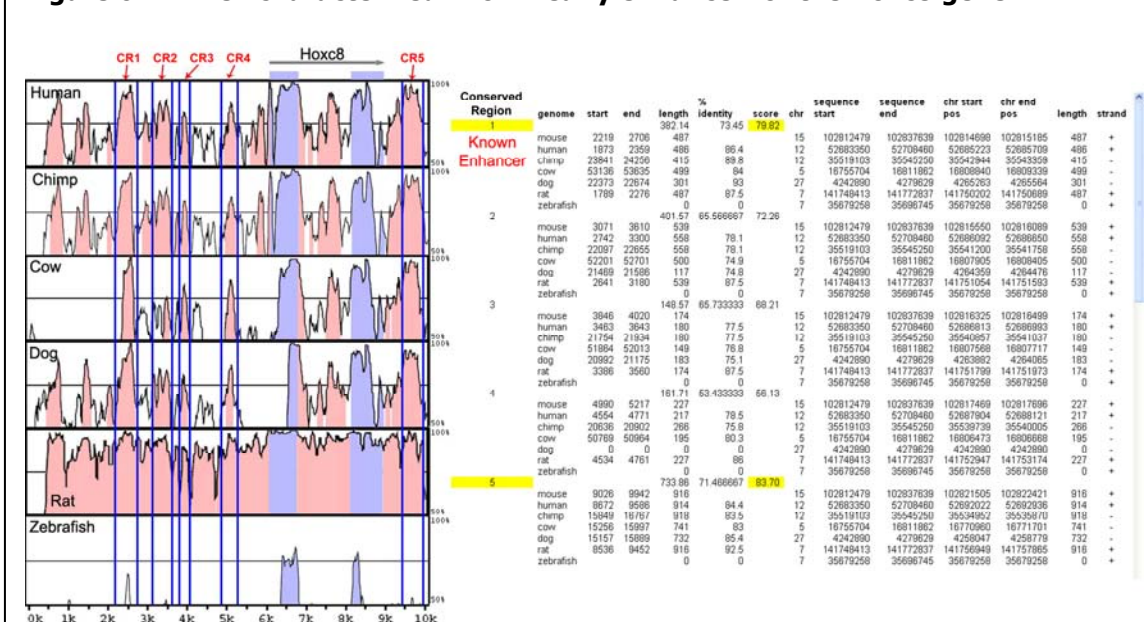 CR1 CR2 CR3 CR4 Hoxc8 CR5
Human
100%
50%
Chimp
100%
50%
Cow
100%
50%
Dog
100%
50%
Rat
100%
50%
Zebrafish
100%
50%
0k 1k 2k 3k 4k 5k 6k 7k 8k 9k 10k
Conserved Region genome start end length % identity score chr sequence start sequence end chr start pos chr end pos length strand
1 382.14 73.45 79.82
Known Enhancer
mouse 2219 2706 487 15 102812479 102837639 102814698 102815185 487 +
human 1873 2359 486 86.4 12 52683350 52708460 52685223 52685709 486 +
chimp 23841 24256 415 89.8 12 35519103 35545250 35542944 35543359 415 -
cow 53136 53635 499 84 5 16755704 16811862 16808840 16809339 499 -
dog 22373 22674 301 93 27 4242890 4279629 4265263 4265564 301 -
rat 1789 2276 487 87.5 7 141748413 141772837 141750202 141750689 487 +
zebrafish 0 0 7 35679258 35696745 35679258 35679258 0 +
2 401.57 65.566667 72.26
mouse 3071 3610 539 15 102812479 102837639 102815550 102816089 539 +
human 2742 3300 558 78.1 12 52683350 52708460 52686092 52686650 558 +
chimp 22097 22655 558 78.1 12 35519103 35545250 35541200 35541758 558 -
cow 52201 52701 500 74.9 5 16755704 16811862 16807905 16808405 500 -
dog 21469 21586 117 74.8 27 4242890 4279629 4264359 4264476 117 -
rat 2641 3180 539 87.5 7 141748413 141772837 141751054 141751593 539 +
zebrafish 0 0 7 35679258 35696745 35679258 35679258 0 +
3 148.57 65.733333 68.21
mouse 3846 4020 174 15 102812479 102837639 102816325 102816499 174 +
human 3463 3643 180 77.5 12 52683350 52708460 52686813 52686993 180 +
chimp 21754 21934 180 77.5 12 35519103 35545250 35540857 35541037 180 -
cow 51864 52013 149 76.8 5 16755704 16811862 16807568 16807717 149 -
dog 20992 21175 183 75.1 27 4242890 4279629 4263882 4264065 183 -
rat 3386 3560 174 87.5 7 141748413 141772837 141751799 141751973 174 +
zebrafish 0 0 7 35679258 35696745 35679258 35679258 0 +
4 161.71 63.433333 66.13
mouse 4990 5217 227 15 102812479 102837639 102817469 102817696 227 +
human 4554 4771 217 78.5 12 52683350 52708460 52687904 52688121 217 +
chimp 20636 20902 266 75.8 12 35519103 35545250 35539739 35540005 266 -
cow 50769 50964 195 80.3 5 16755704 16811862 16806473 16806668 195 -
dog 0 0 0 0 27 4242890 4279629 4242890 4242890 0 -
rat 4534 4761 227 86 7 141748413 141772837 141752947 141753174 227 +
zebrafish 0 0 7 35679258 35696745 35679258 35679258 0 +
5 733.86 71.466667 83.70
mouse 9026 9942 916 15 102812479 102837639 102821505 102822421 916 +
human 8672 9586 914 84.4 12 52683350 52708460 52692022 52692936 914 +
chimp 15849 16767 918 83.5 12 35519103 35545250 35534952 35535870 918 -
cow 15256 15997 741 83 5 16755704 16811862 16770960 16771701 741 -
dog 15157 15889 732 85.4 27 4242890 4279629 4258047 4258779 732 -
rat 8536 9452 916 92.5 7 141748413 141772837 141756949 141757865 916 +
zebrafish 0 0 7 35679258 35696745 35679258 35679258 0 +